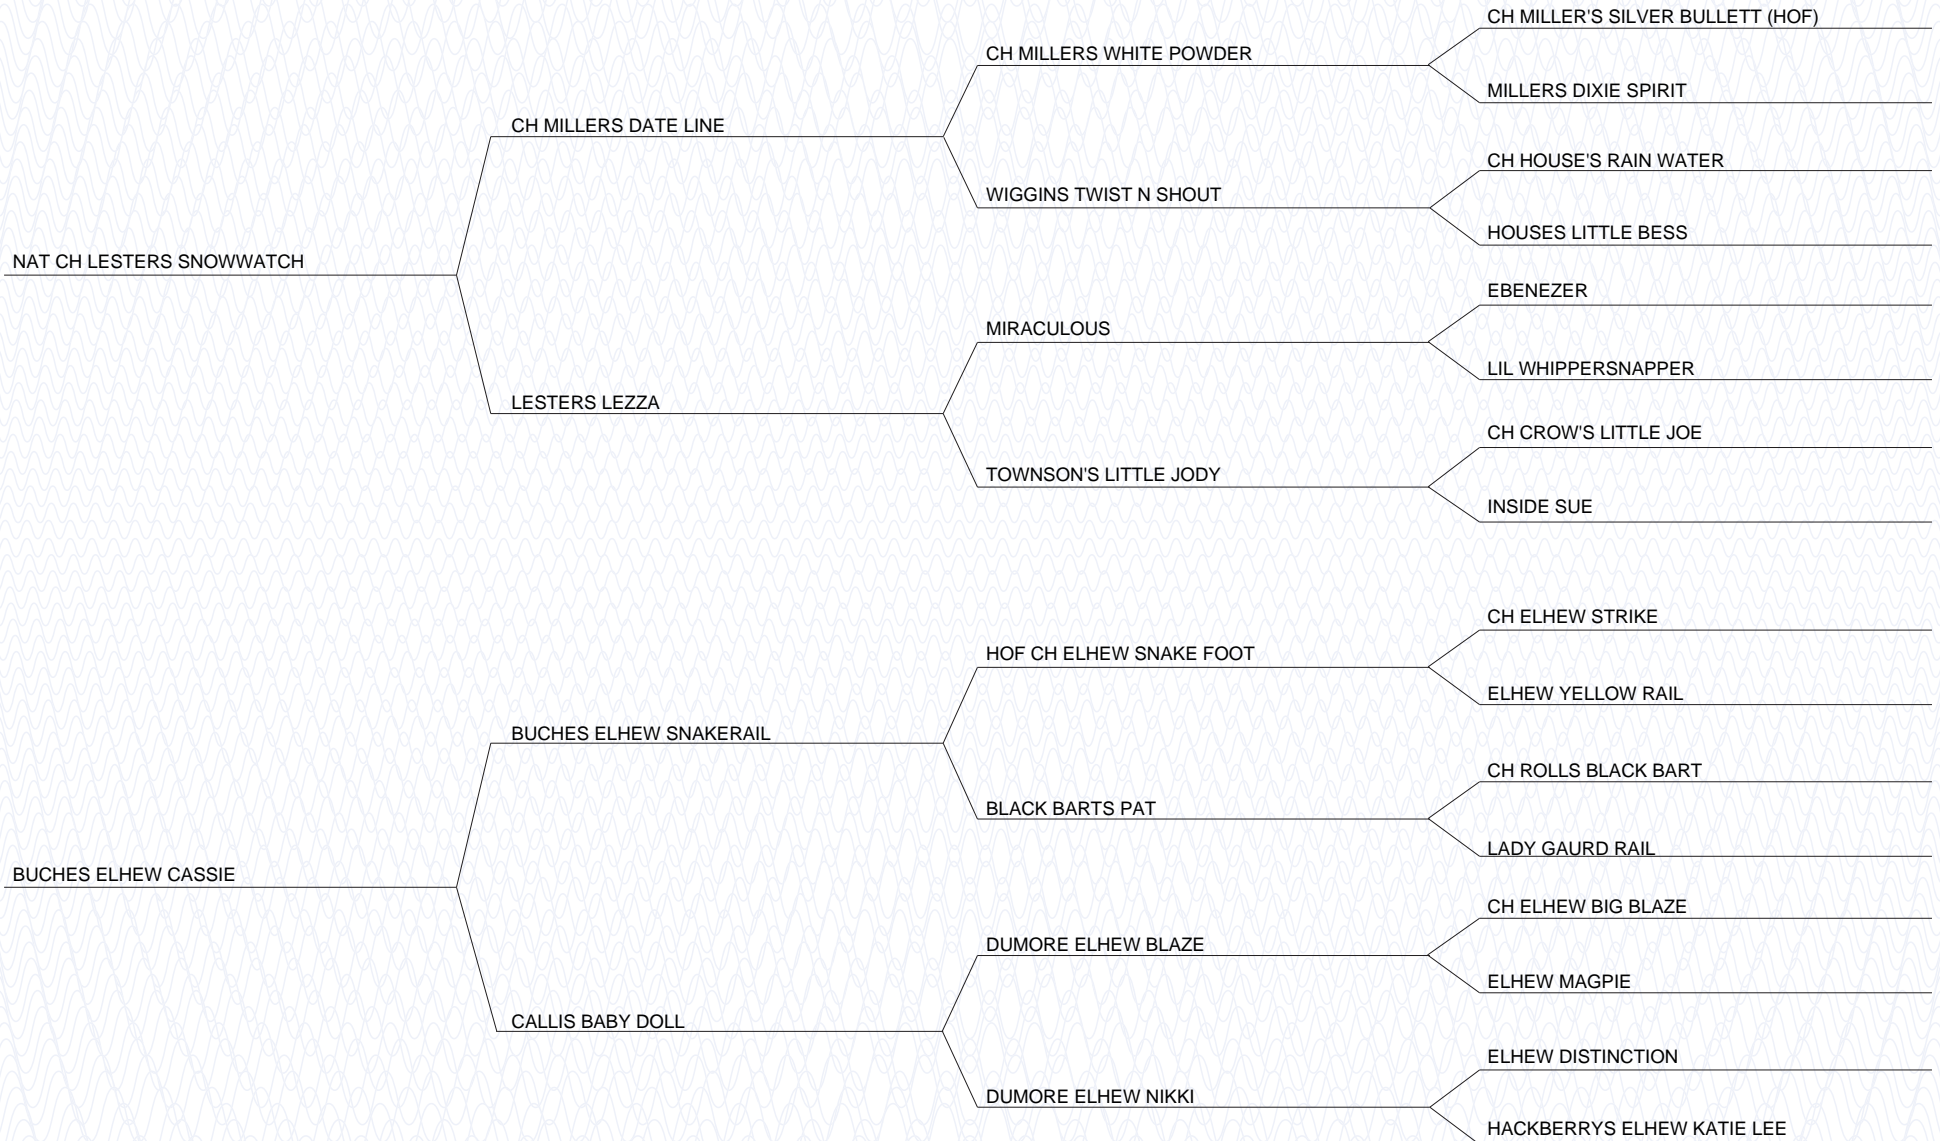 CH MILLER'S SILVER BULLETT (HOF)
CH MILLERS WHITE POWDER
MILLERS DIXIE SPIRIT
CH MILLERS DATE LINE
CH HOUSE'S RAIN WATER
WIGGINS TWIST N SHOUT
HOUSES LITTLE BESS
NAT CH LESTERS SNOWWATCH
EBENEZER
MIRACULOUS
LIL WHIPPERSNAPPER
LESTERS LEZZA
CH CROW'S LITTLE JOE
TOWNSON'S LITTLE JODY
INSIDE SUE
CH ELHEW STRIKE
HOF CH ELHEW SNAKE FOOT
ELHEW YELLOW RAIL
BUCHES ELHEW SNAKERAIL
CH ROLLS BLACK BART
BLACK BARTS PAT
LADY GAURD RAIL
BUCHES ELHEW CASSIE
CH ELHEW BIG BLAZE
DUMORE ELHEW BLAZE
ELHEW MAGPIE
CALLIS BABY DOLL
ELHEW DISTINCTION
DUMORE ELHEW NIKKI
HACKBERRYS ELHEW KATIE LEE